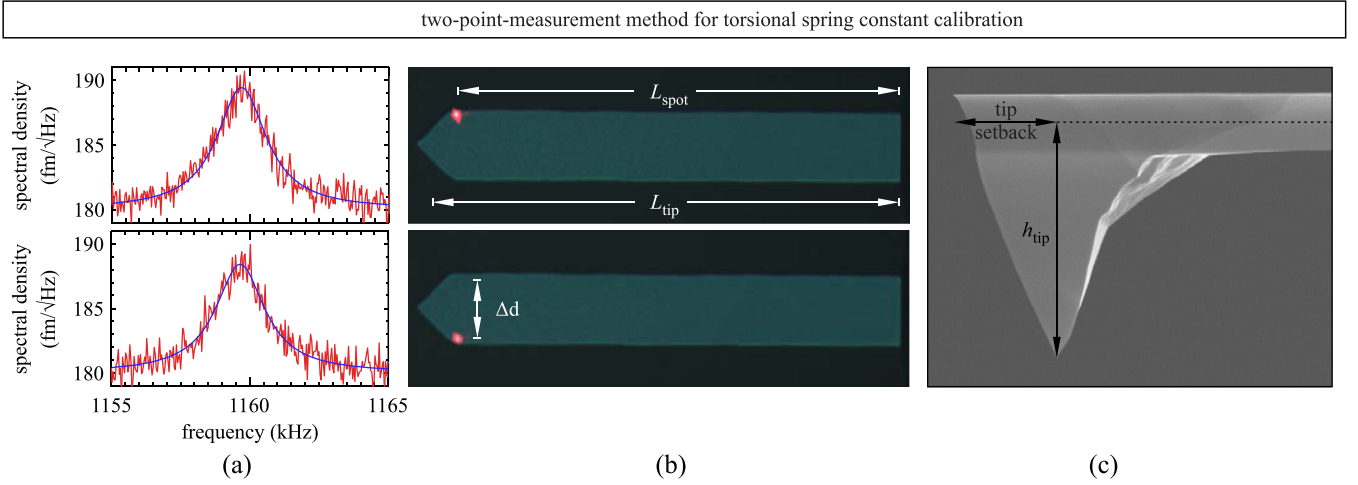 two-point-measurement method for torsional spring constant calibration
spectral density
(fm/√Hz)
190
185
180
spectral density
(fm/√Hz)
190
185
180
1155 1160 1165
frequency (kHz)
(a)
L_spot
L_tip
Δd
(b)
tip
setback
h_tip
(c)